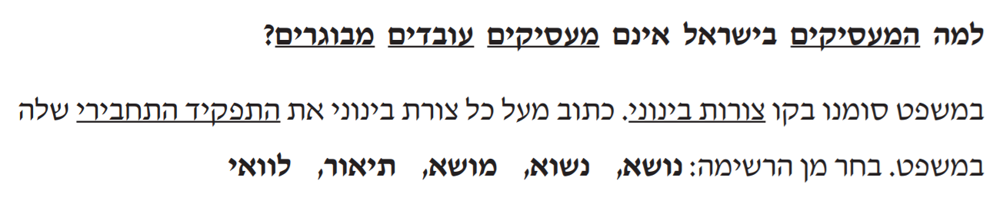 למה המעסיקים בישראל אינם מעסיקים עובדים מבוגרים?
במשפט סומנו בקו צורות בינוני. כתוב מעל כל צורת בינוני את התפקיד התחבירי שלה
במשפט. בחר מן הרשימה: נושא, נשוא, מושא, תיאור, לוואי